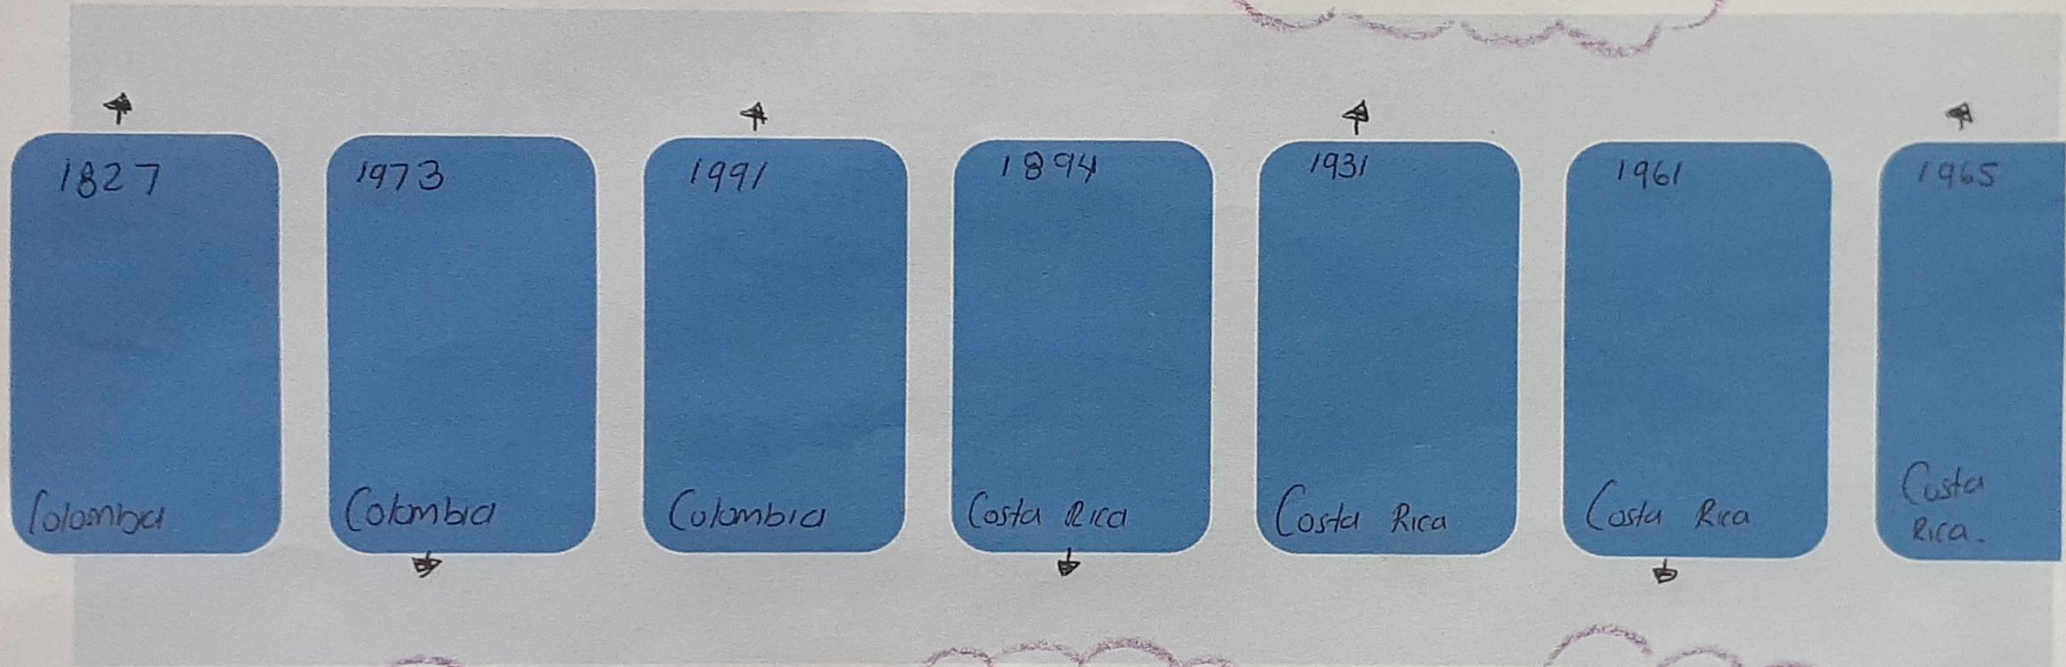 1827
Colombia
1973
Colombia
1991
Colombia
1894
Costa Rica
1931
Costa Rica
1961
Costa Rica
1965
Costa
Rica.